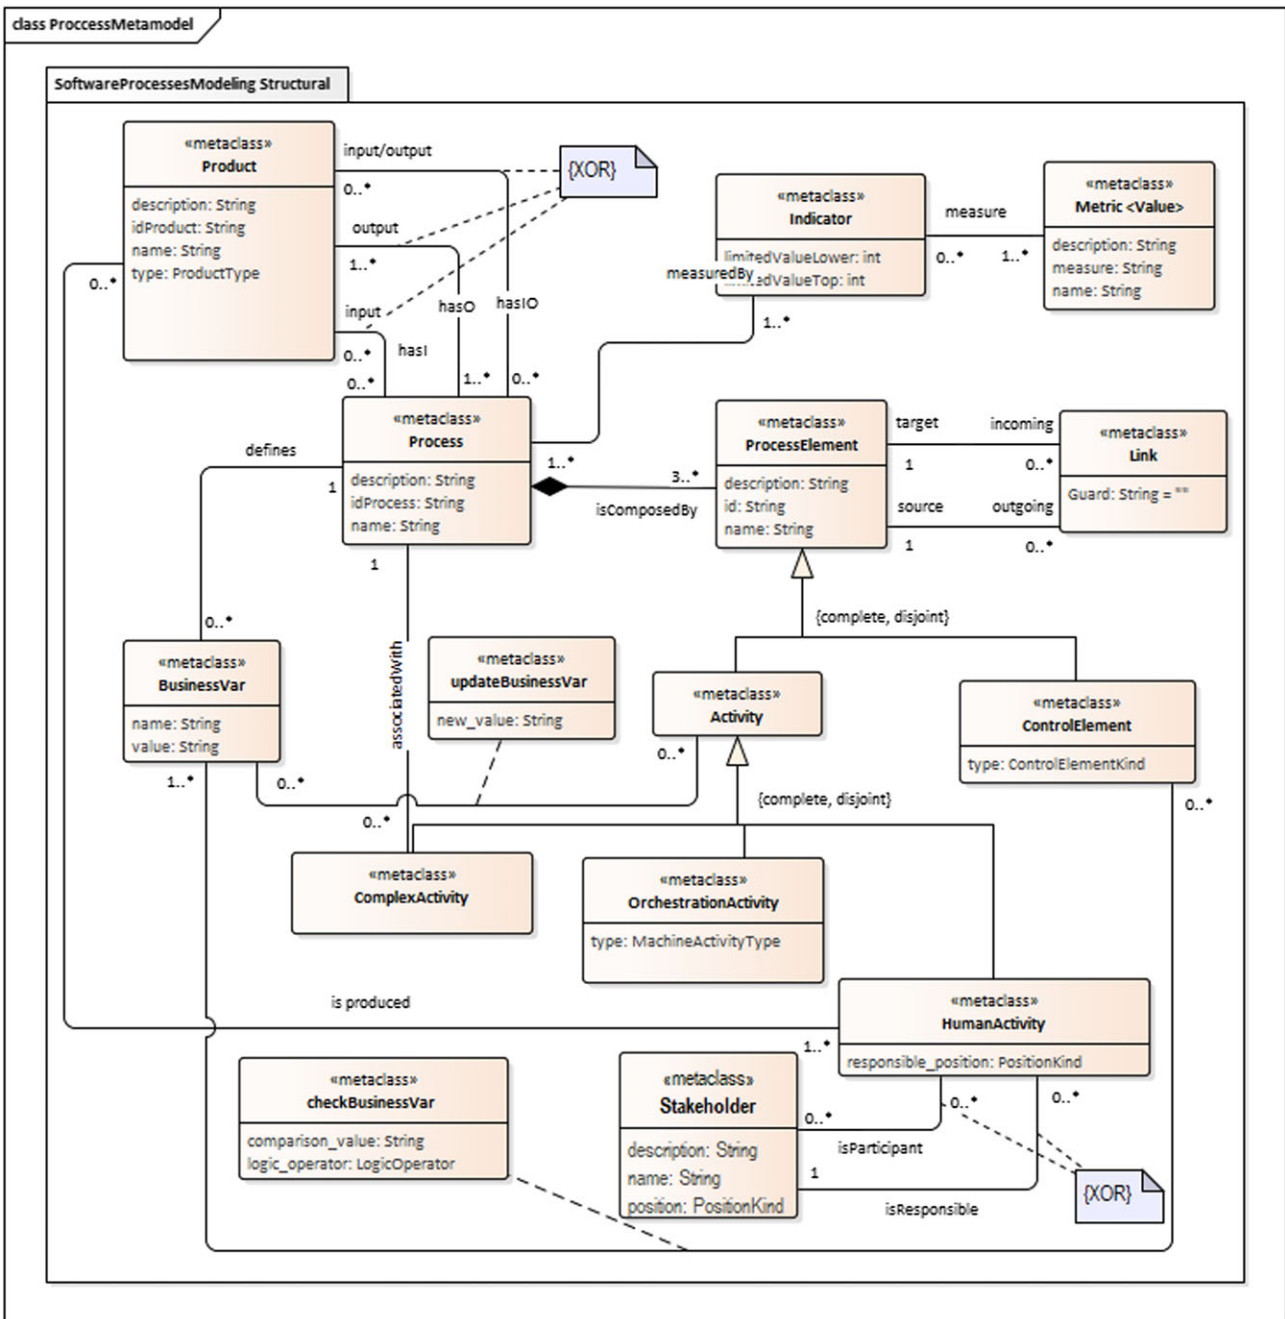 class ProccessMetamodel
SoftwareProcessesModeling Structural
«metaclass»
Product
description: String
idProduct: String
name: String
type: ProductType
input/output
0..*
output
1..*
input
0..*
hasI
hasO
hasIO
0..*
1..*
0..*
{XOR}
0..*
«metaclass»
Indicator
limitedValueLower: int
measuredBy
edValueTop: int
1..*
measure
0..*
1..*
«metaclass»
Metric <Value>
description: String
measure: String
name: String
«metaclass»
Process
description: String
idProcess: String
name: String
defines
1
1..*
3..*
isComposedBy
«metaclass»
ProcessElement
description: String
id: String
name: String
target
incoming
1
0..*
source
outgoing
1
0..*
«metaclass»
Link
Guard: String = ""
1
0..*
associatedWith
{complete, disjoint}
«metaclass»
BusinessVar
name: String
value: String
1..*
0..*
«metaclass»
updateBusinessVar
new_value: String
«metaclass»
Activity
0..*
«metaclass»
ControlElement
type: ControlElementKind
0..*
{complete, disjoint}
0..*
«metaclass»
ComplexActivity
«metaclass»
OrchestrationActivity
type: MachineActivityType
is produced
«metaclass»
HumanActivity
responsible_position: PositionKind
1..*
«metaclass»
checkBusinessVar
comparison_value: String
logic_operator: LogicOperator
«metaclass»
Stakeholder
description: String
name: String
position: PositionKind
0..*
0..*
0..*
isParticipant
1
isResponsible
{XOR}